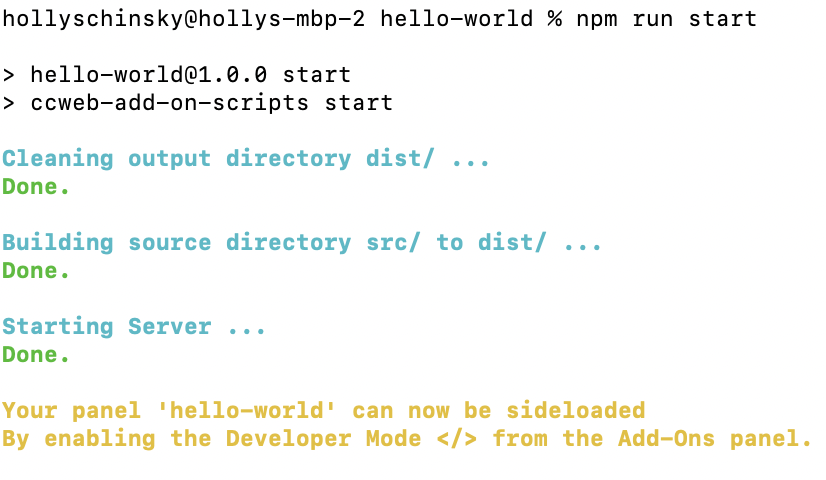 hollyschinsky@hollys-mbp-2 hello-world % npm run start
> hello-world@1.0.0 start
> ccweb-add-on-scripts start
Cleaning output directory dist/ ...
Done.
Building source directory src/ to dist/ ...
Done.
Starting Server ...
Done.
Your panel 'hello-world' can now be sideloaded
By enabling the Developer Mode </> from the Add-Ons panel.